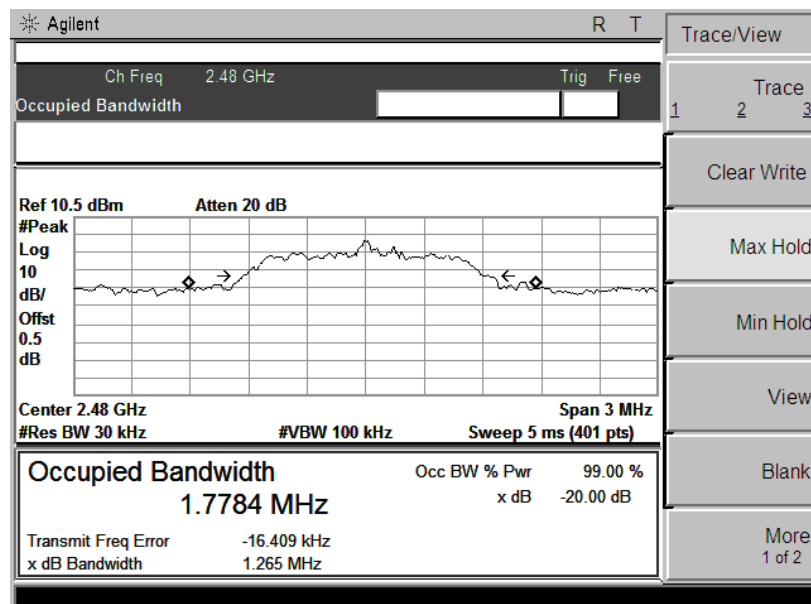 Agilent R T
Trace/View
Ch Freq 2.48 GHz Trig Free
Occupied Bandwidth
Trace
1 2 3
Clear Write
Ref 10.5 dBm Atten 20 dB
#Peak
Log
10
dB/
Offst
0.5
dB
Max Hold
Min Hold
View
Center 2.48 GHz Span 3 MHz
#Res BW 30 kHz #VBW 100 kHz Sweep 5 ms (401 pts)
Occupied Bandwidth
1.7784 MHz
Occ BW % Pwr 99.00 %
x dB -20.00 dB
Transmit Freq Error -16.409 kHz
x dB Bandwidth 1.265 MHz
Blank
More
1 of 2